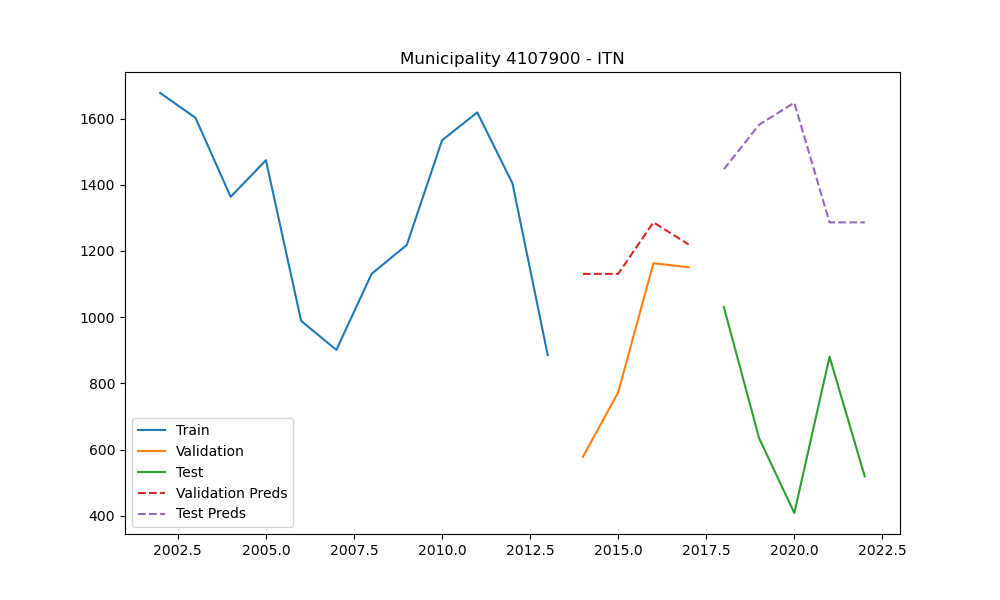 Municipality 4107900 - ITN
1600
1400
1200
1000
800
600
400
Train
Validation
Test
Validation Preds
Test Preds
2002.5 2005.0 2007.5 2010.0 2012.5 2015.0 2017.5 2020.0 2022.5